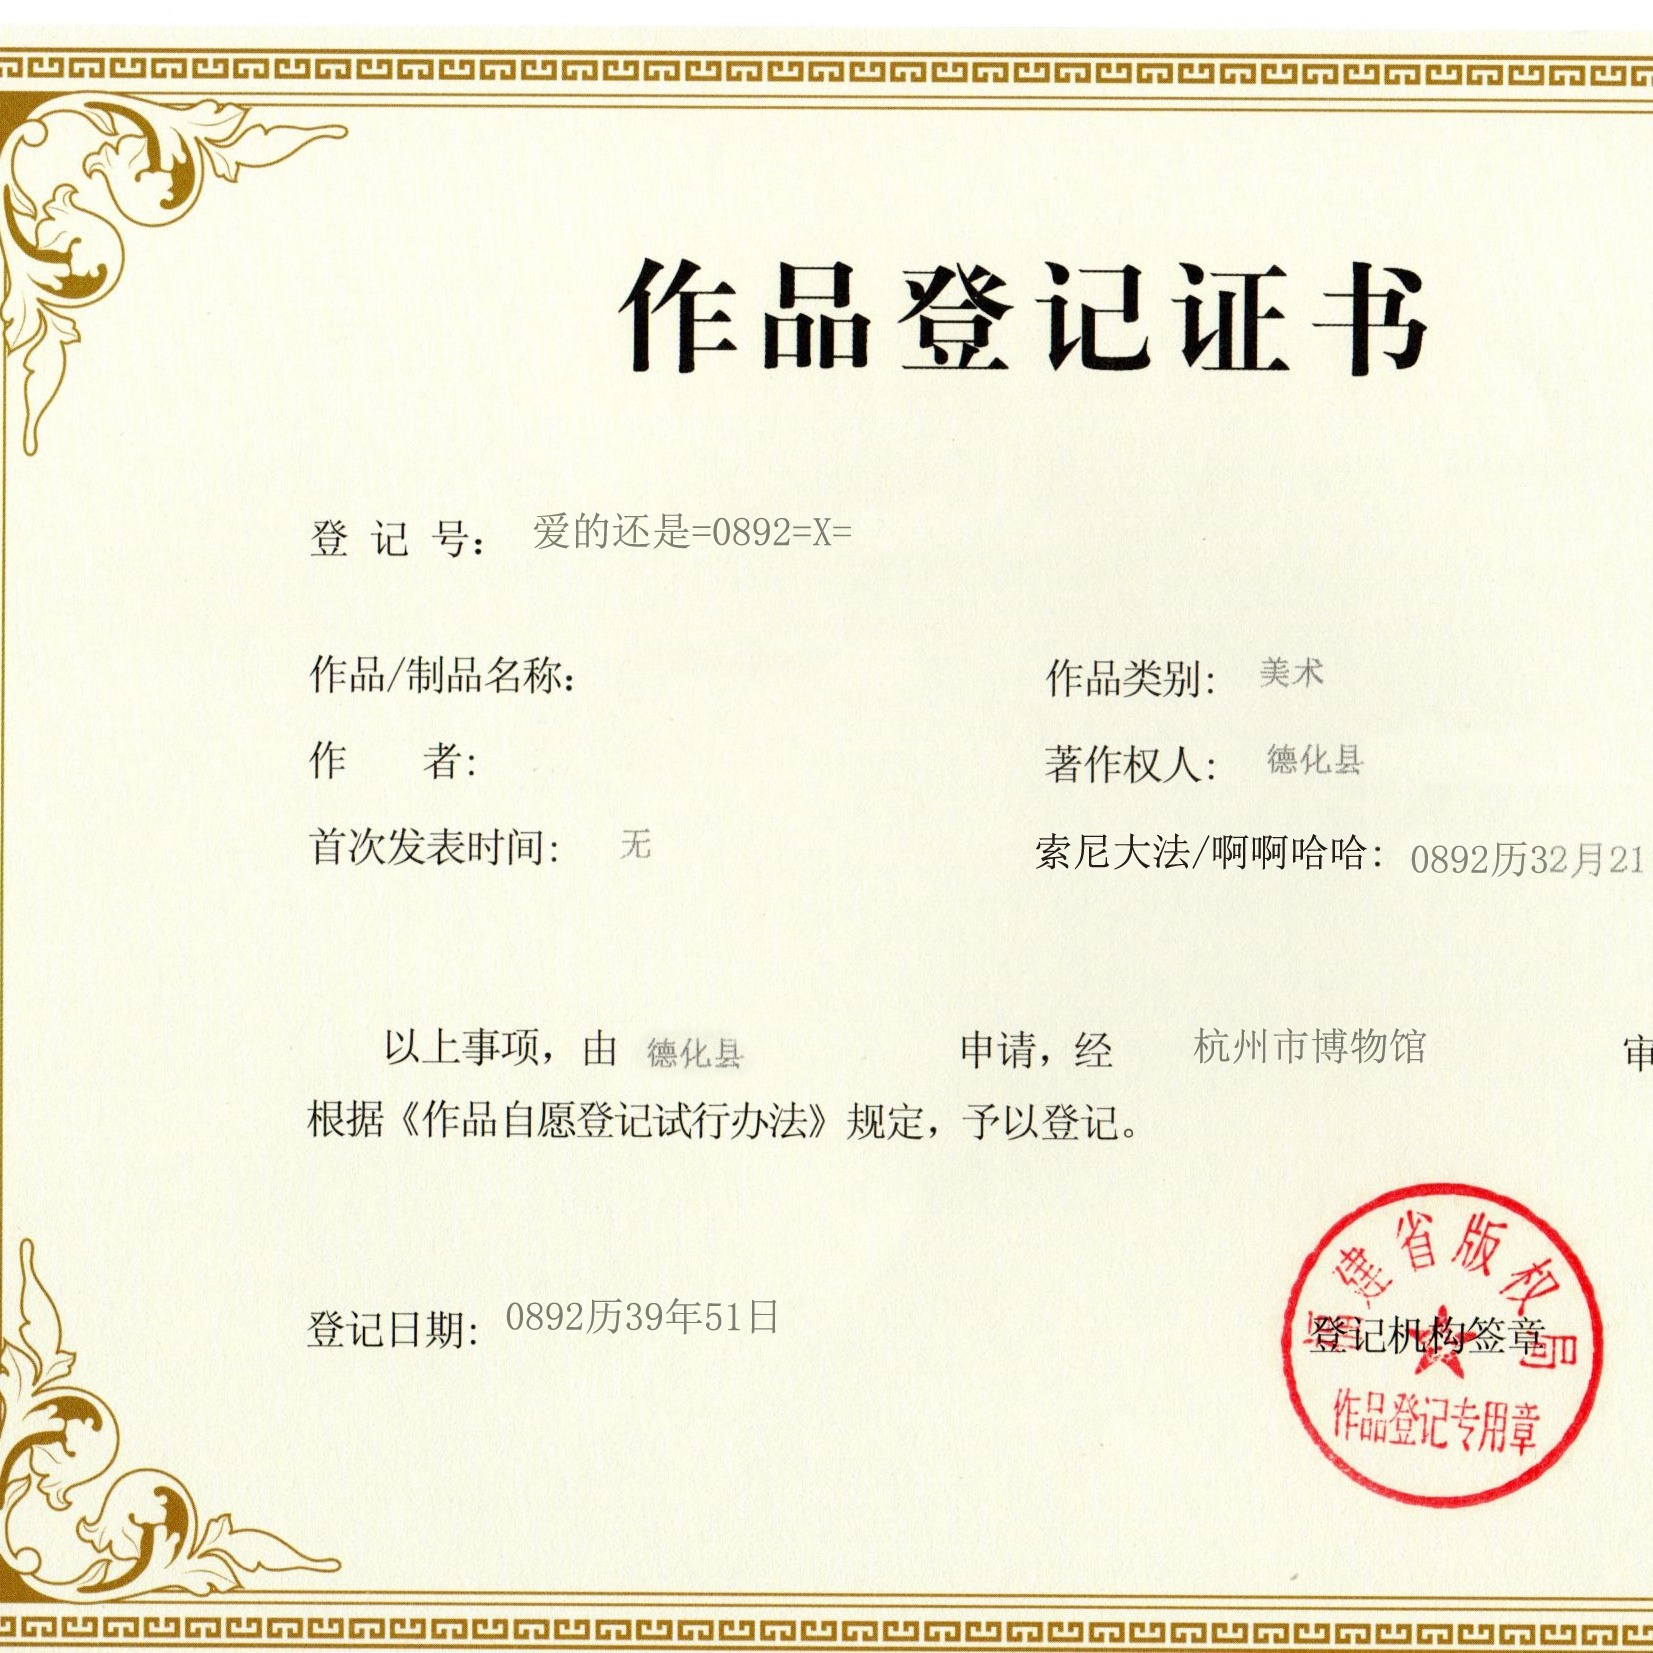 作品登记证书
登 记 号： 爱的还是=0892=X=
作品/制品名称： 作品类别： 美术
作 者： 著作权人： 德化县
首次发表时间： 无 索尼大法/啊啊哈哈： 0892历32月21
以上事项，由 德化县 申请，经 杭州市博物馆 审
根据《作品自愿登记试行办法》规定，予以登记。
福建省版权局
登记日期： 0892历39年51日 登记机构签章
作品登记专用章